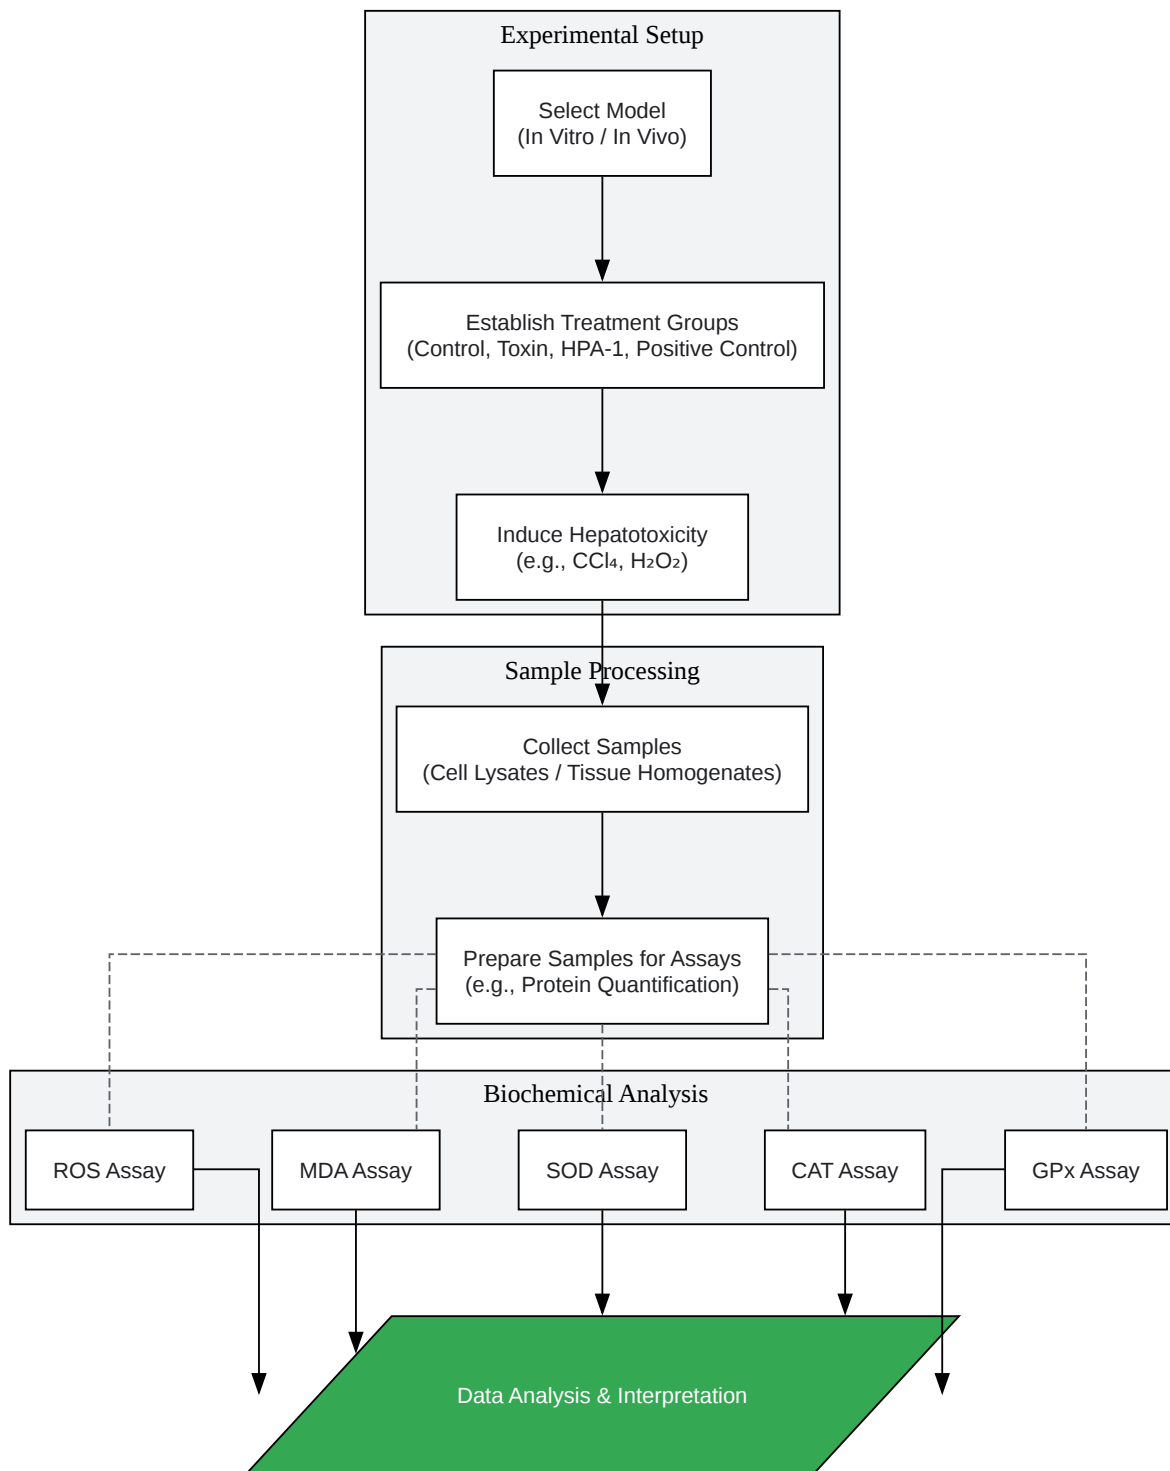 Experimental Setup
Select Model
(In Vitro / In Vivo)
Establish Treatment Groups
(Control, Toxin, HPA-1, Positive Control)
Induce Hepatotoxicity
(e.g., CCl₄, H₂O₂)
Sample Processing
Collect Samples
(Cell Lysates / Tissue Homogenates)
Prepare Samples for Assays
(e.g., Protein Quantification)
Biochemical Analysis
ROS Assay
MDA Assay
SOD Assay
CAT Assay
GPx Assay
Data Analysis & Interpretation